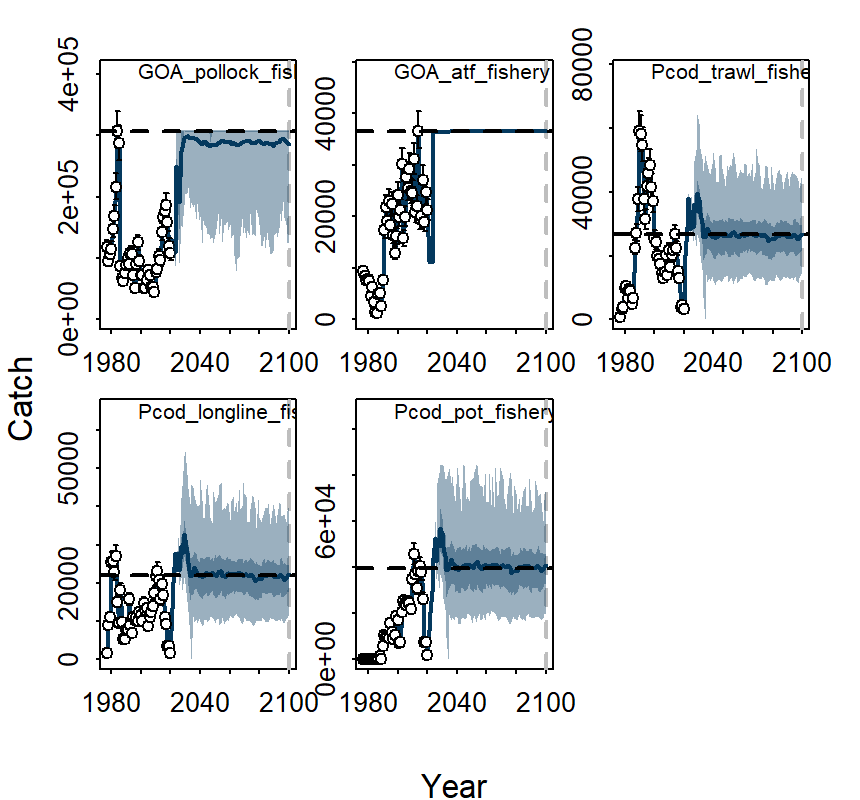 GOA_pollock_fis
GOA_atf_fishery
Pcod_trawl_fishe
0e+00 2e+05 4e+05
0 20000 40000
0 40000 80000
1980 2040 2100
1980 2040 2100
1980 2040 2100
Catch
Pcod_longline_fis
Pcod_pot_fishery
0 20000 50000
0e+00 6e+04
1980 2040 2100
1980 2040 2100
Year